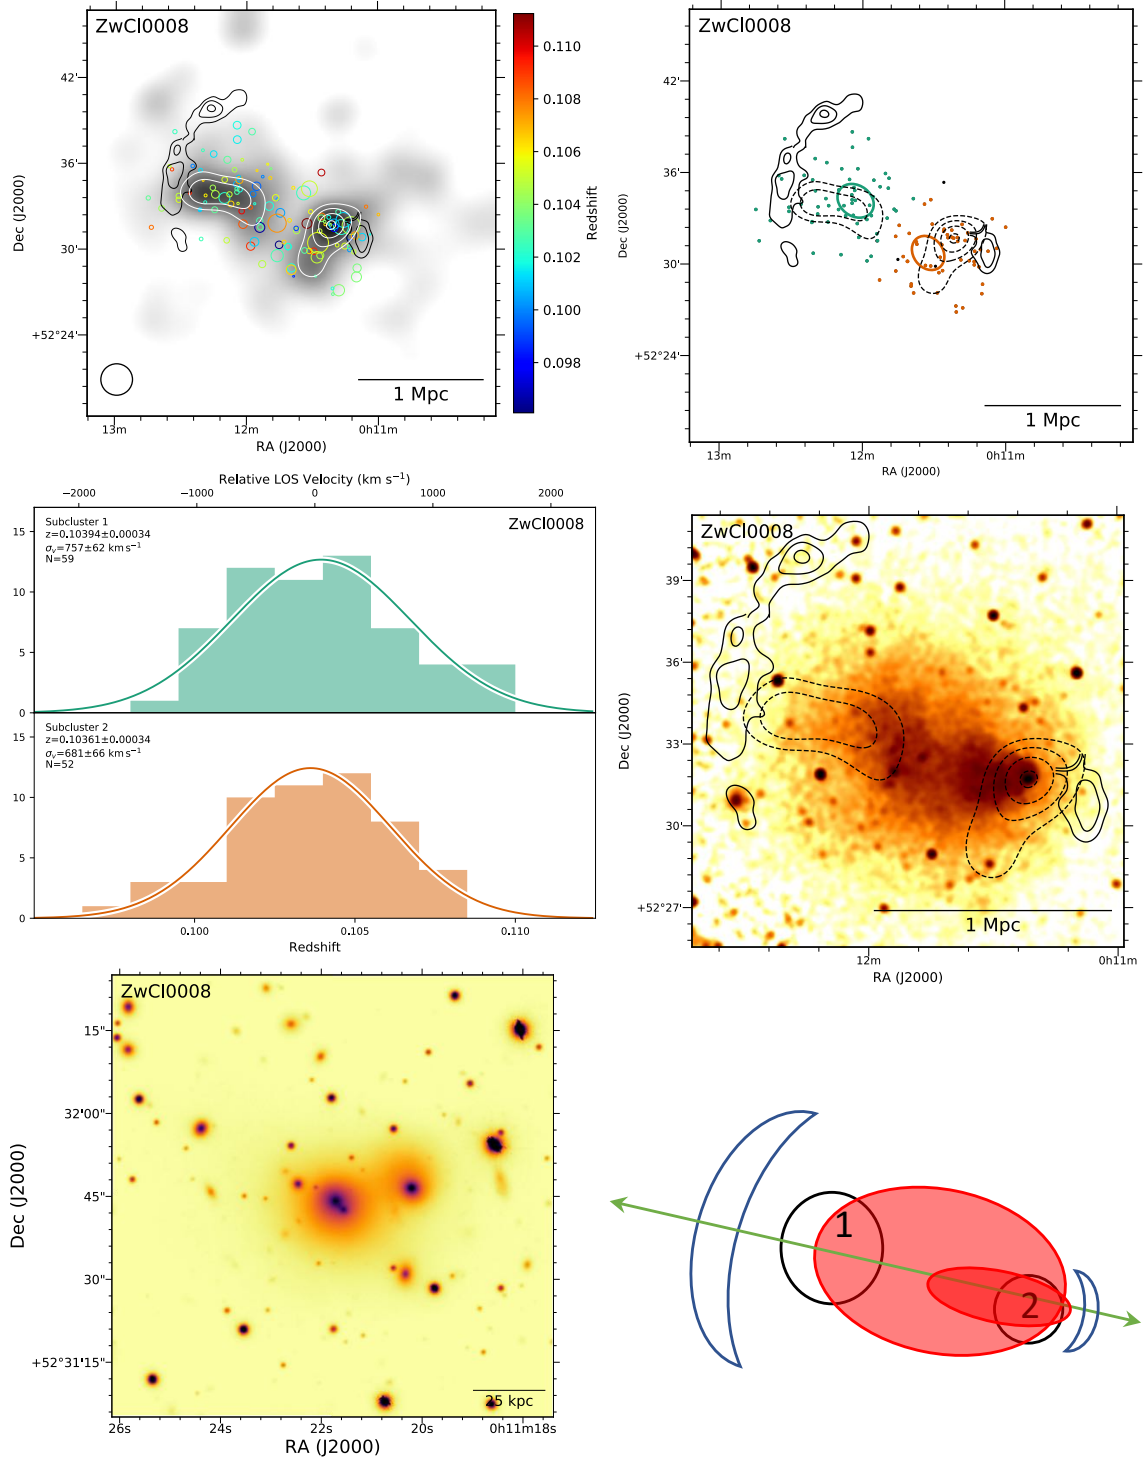 ZwCl0008
42'
36'
30'
+52°24'
Dec (J2000)
1 Mpc
13m
12m
0h11m
RA (J2000)
0.110
0.108
0.106
0.104
0.102
0.100
0.098
Redshift
ZwCl0008
42'
36'
30'
+52°24'
Dec (J2000)
1 Mpc
13m
12m
0h11m
RA (J2000)
Relative LOS Velocity (km s⁻¹)
−2000
−1000
0
1000
2000
Subcluster 1
z=0.10394±0.00034
σᵥ=757±62 km s⁻¹
N=59
ZwCl0008
15
10
5
0
Subcluster 2
z=0.10361±0.00034
σᵥ=681±66 km s⁻¹
N=52
15
10
5
0
0.100
0.105
0.110
Redshift
ZwCl0008
39'
36'
33'
30'
+52°27'
Dec (J2000)
1 Mpc
12m
0h11m
RA (J2000)
ZwCl0008
15"
32'00"
45"
30"
+52°31'15"
Dec (J2000)
25 kpc
26s
24s
22s
20s
0h11m18s
RA (J2000)
1
2